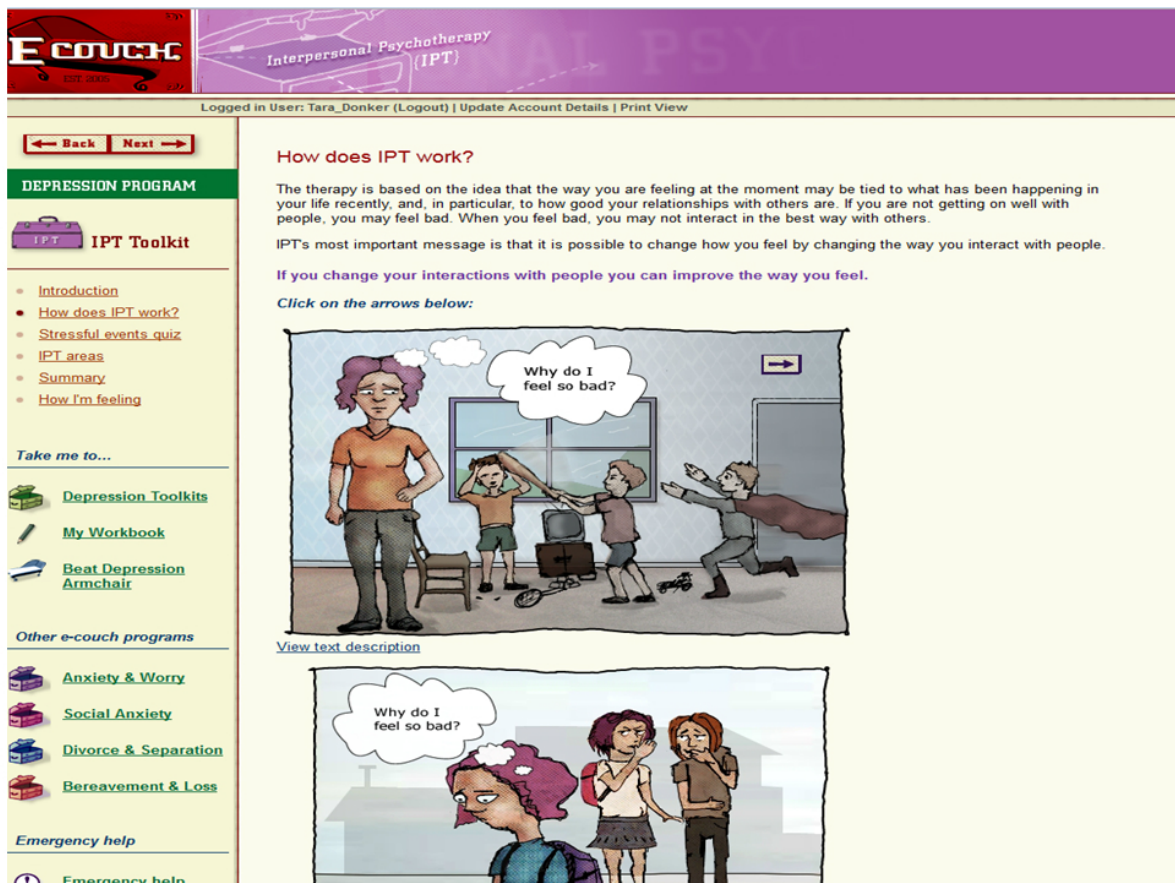 E COUCH
EST 2005
Interpersonal Psychotherapy
{IPT}
NAL PSYC
Logged in User: Tara_Donker (Logout) | Update Account Details | Print View
Back Next
DEPRESSION PROGRAM
IPT
IPT Toolkit
Introduction
How does IPT work?
Stressful events quiz
IPT areas
Summary
How I'm feeling
Take me to...
Depression Toolkits
My Workbook
Beat Depression
Armchair
Other e-couch programs
Anxiety & Worry
Social Anxiety
Divorce & Separation
Bereavement & Loss
Emergency help
Emergency help
How does IPT work?
The therapy is based on the idea that the way you are feeling at the moment may be tied to what has been happening in
your life recently, and, in particular, to how good your relationships with others are. If you are not getting on well with
people, you may feel bad. When you feel bad, you may not interact in the best way with others.
IPT's most important message is that it is possible to change how you feel by changing the way you interact with people.
If you change your interactions with people you can improve the way you feel.
Click on the arrows below:
Why do I
feel so bad?
View text description
Why do I
feel so bad?